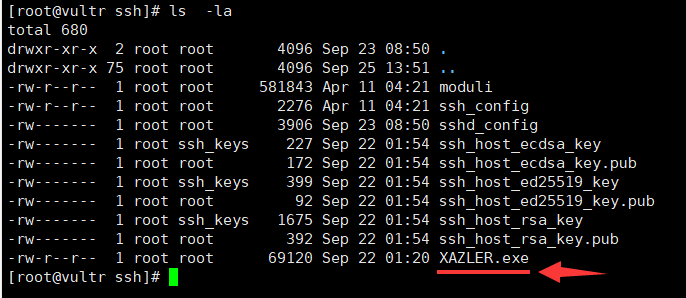 [root@vultr ssh]# ls  -la
total 680
drwxr-xr-x  2 root root       4096 Sep 23 08:50 .
drwxr-xr-x 75 root root       4096 Sep 25 13:51 ..
-rw-r--r--  1 root root     581843 Apr 11 04:21 moduli
-rw-r--r--  1 root root       2276 Apr 11 04:21 ssh_config
-rw-------  1 root root       3906 Sep 23 08:50 sshd_config
-rw-------  1 root ssh_keys    227 Sep 22 01:54 ssh_host_ecdsa_key
-rw-------  1 root root        172 Sep 22 01:54 ssh_host_ecdsa_key.pub
-rw-------  1 root ssh_keys    399 Sep 22 01:54 ssh_host_ed25519_key
-rw-------  1 root root         92 Sep 22 01:54 ssh_host_ed25519_key.pub
-rw-------  1 root ssh_keys   1675 Sep 22 01:54 ssh_host_rsa_key
-rw-------  1 root root        392 Sep 22 01:54 ssh_host_rsa_key.pub
-rw-------  1 root root      69120 Sep 22 01:20 XAZLER.exe
[root@vultr ssh]#